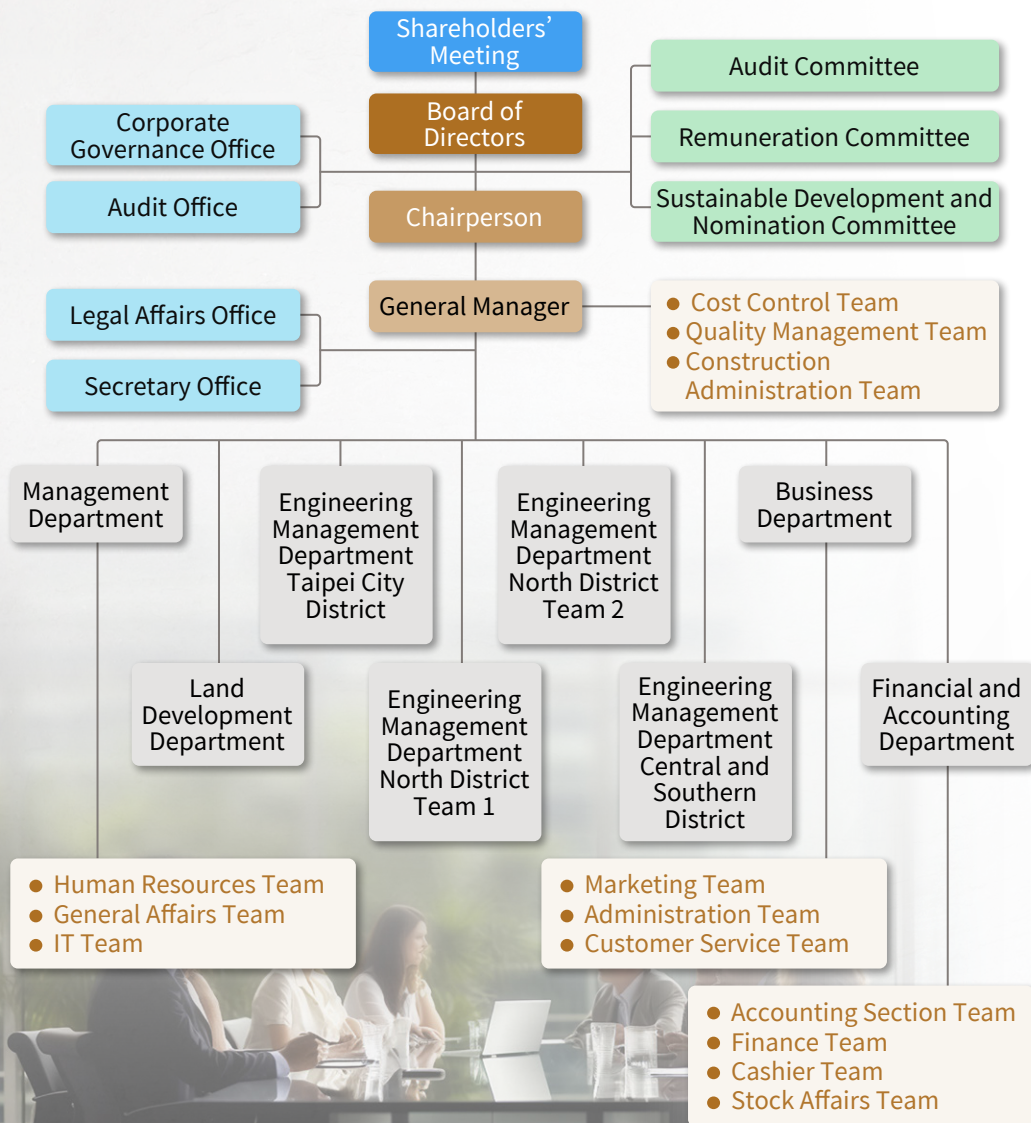 Shareholders’
Meeting
Board of
Directors
Audit Committee
Remuneration Committee
Sustainable Development and
Nomination Committee
Corporate
Governance Office
Audit Office
Chairperson
General Manager
Legal Affairs Office
Secretary Office
● Cost Control Team
● Quality Management Team
● Construction
Administration Team
Management
Department
Land
Development
Department
Engineering
Management
Department
Taipei City
District
Engineering
Management
Department
North District
Team 1
Engineering
Management
Department
North District
Team 2
Engineering
Management
Department
Central and
Southern
District
Business
Department
Financial and
Accounting
Department
● Human Resources Team
● General Affairs Team
● IT Team
● Marketing Team
● Administration Team
● Customer Service Team
● Accounting Section Team
● Finance Team
● Cashier Team
● Stock Affairs Team